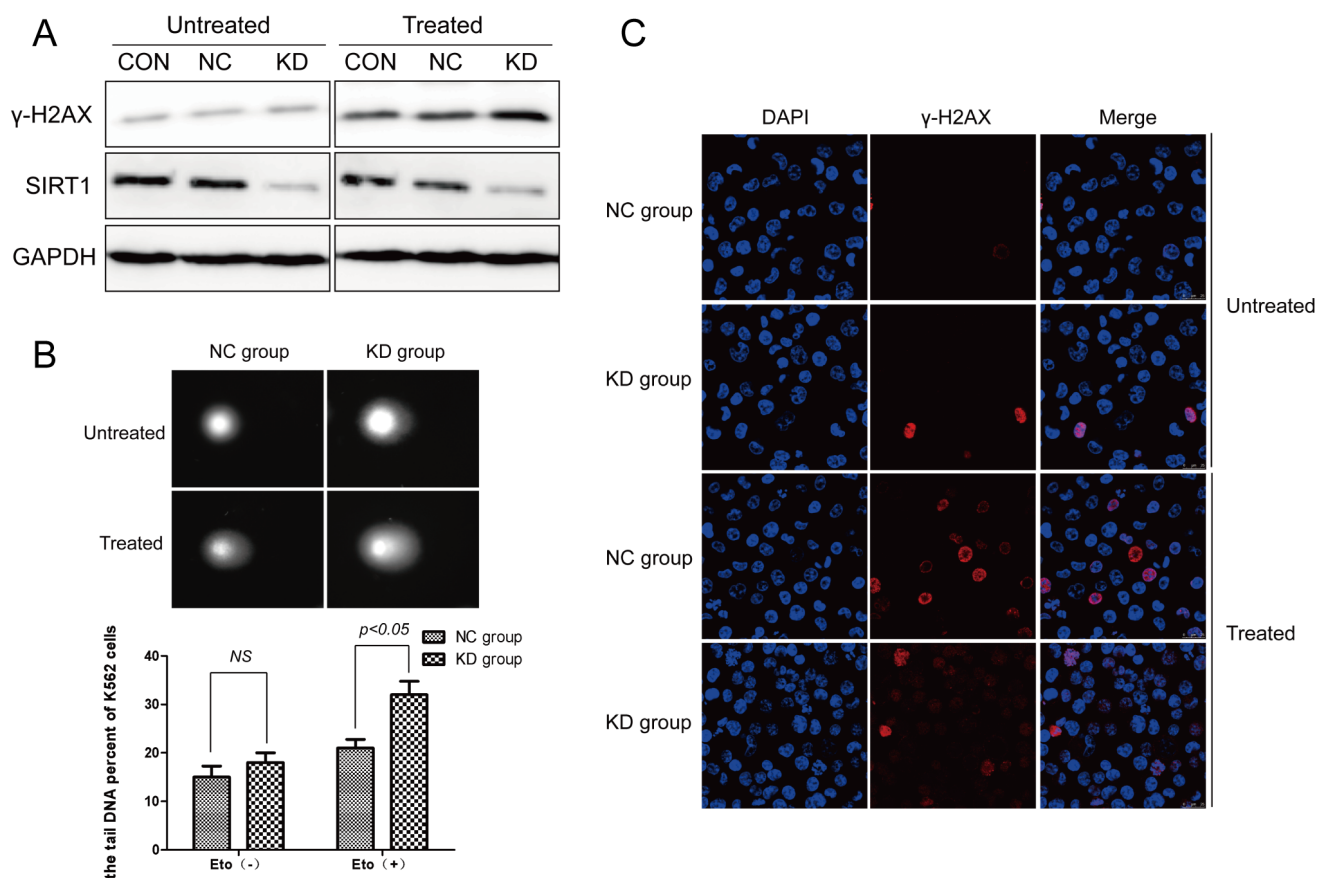 A
Untreated
Treated
CON
NC
KD
CON
NC
KD
γ-H2AX
SIRT1
GAPDH
B
NC group
KD group
Untreated
Treated
the tail DNA percent of K562 cells
40
30
20
10
0
NS
p<0.05
NC group
KD group
Eto（-）
Eto（+）
C
DAPI
γ-H2AX
Merge
NC group
KD group
Untreated
NC group
KD group
Treated